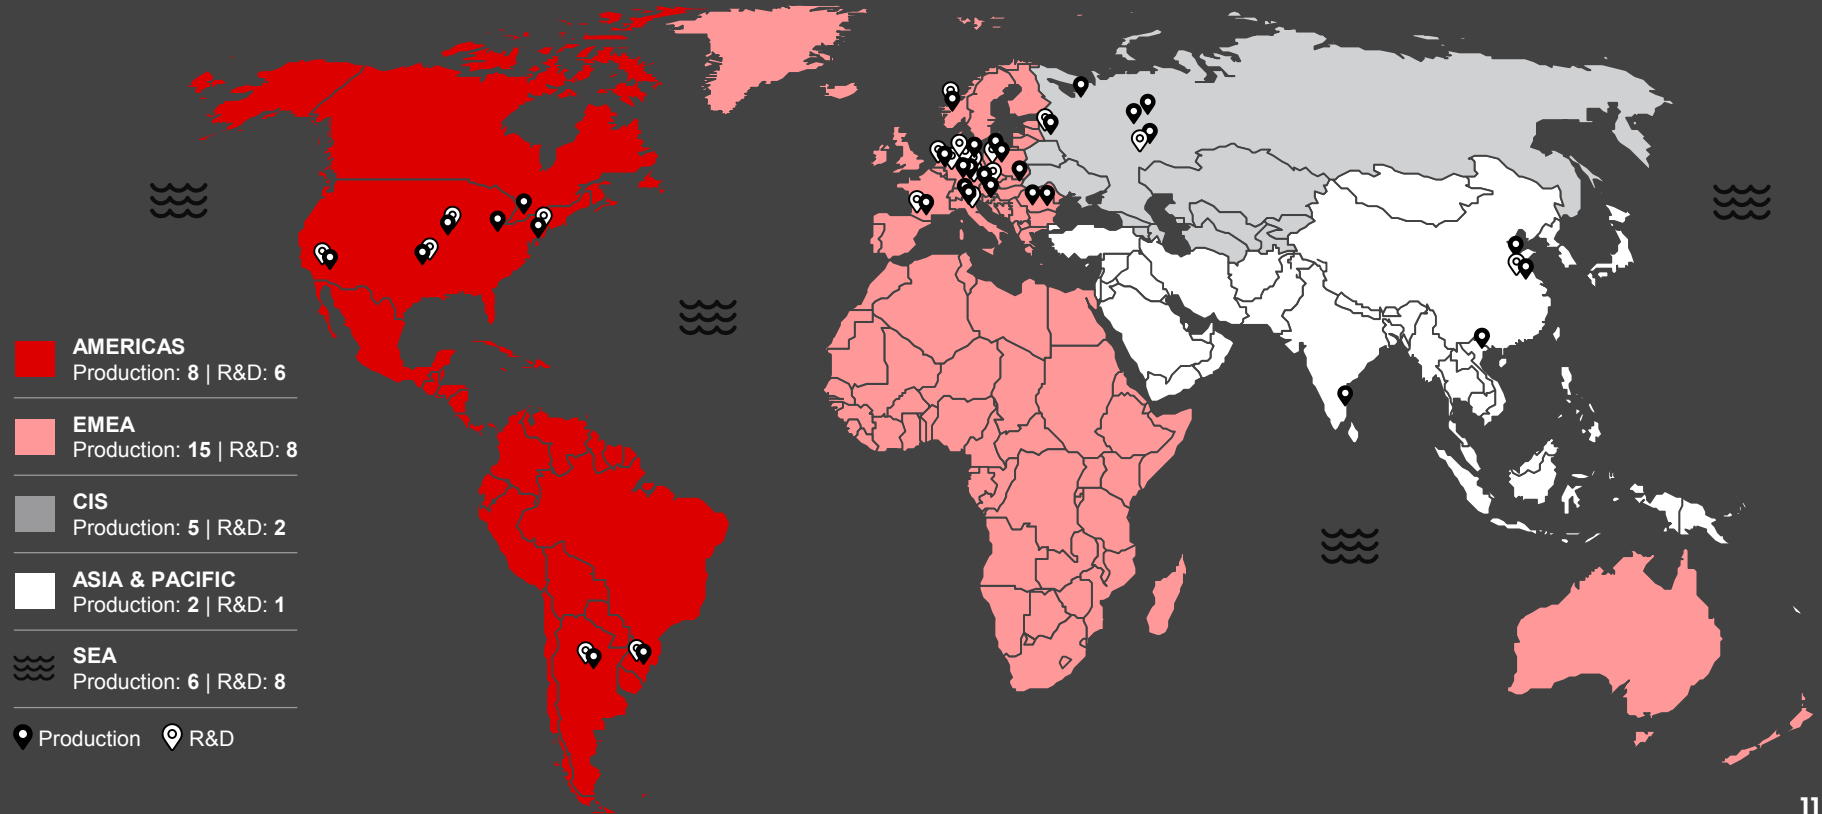 AMERICAS
Production: 8 | R&D: 6
EMEA
Production: 15 | R&D: 8
CIS
Production: 5 | R&D: 2
ASIA & PACIFIC
Production: 2 | R&D: 1
SEA
Production: 6 | R&D: 8
Production R&D
11